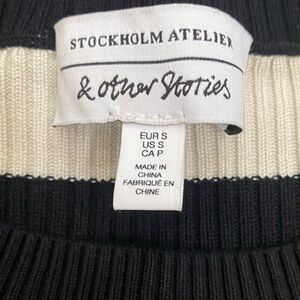 STOCKHOLM ATELIER
& Other Stories
EUR S
US S
CA P
MADE IN
CHINA
FABRIQUÉ EN
CHINE